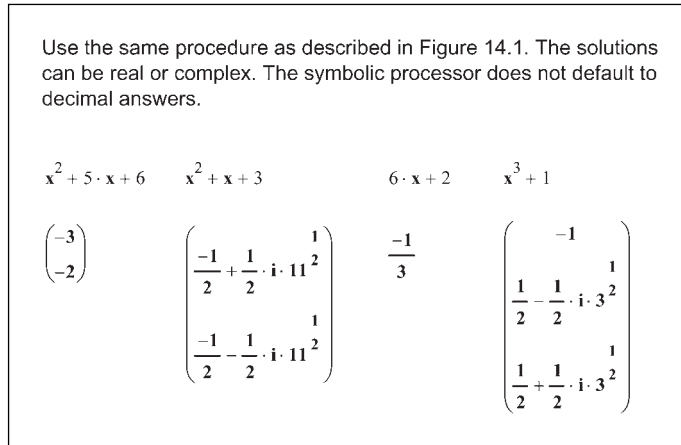 Use the same procedure as described in Figure 14.1. The solutions
can be real or complex. The symbolic processor does not default to
decimal answers.
x² + 5 · x + 6    x² + x + 3    6 · x + 2    x³ + 1
(-3, -2)    (-1/2 + 1/2 · i · 11^(1/2), -1/2 - 1/2 · i · 11^(1/2))    -1/3    (-1, 1/2 - 1/2 · i · 3^(1/2), 1/2 + 1/2 · i · 3^(1/2))